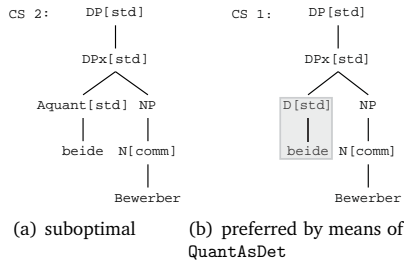 CS 2: DP[std] CS 1: DP[std]
DPx[std] DPx[std]
Aquant[std] NP D[std] NP
beide N[comm] beide N[comm]
Bewerber Bewerber
(a) suboptimal (b) preferred by means of
QuantAsDet